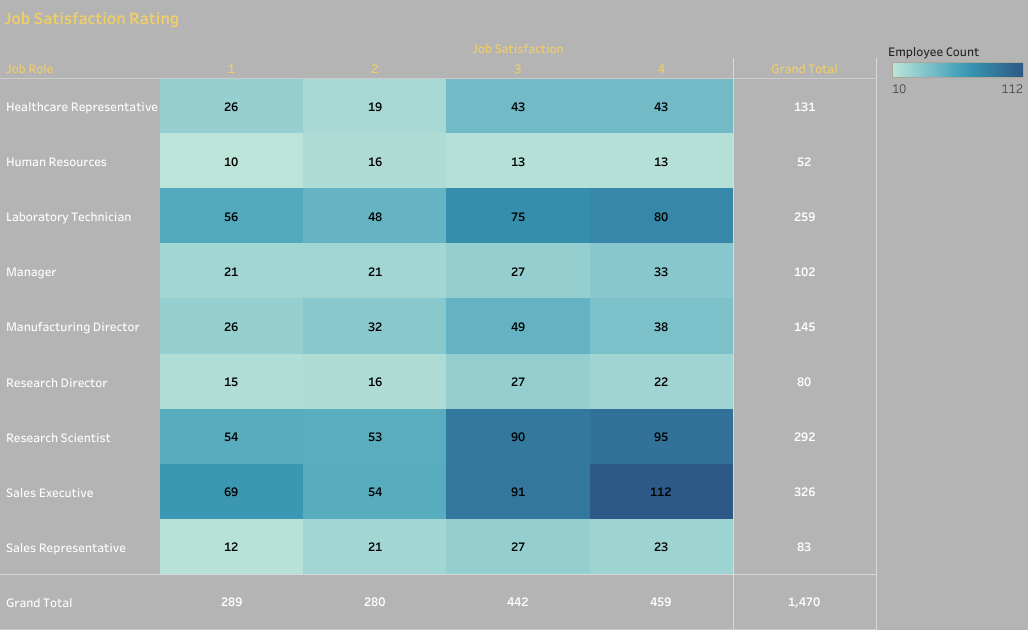 Job Satisfaction Rating
Job Satisfaction
Employee Count
Job Role 1 2 3 4 Grand Total
10 112
Healthcare Representative 26 19 43 43 131
Human Resources 10 16 13 13 52
Laboratory Technician 56 48 75 80 259
Manager 21 21 27 33 102
Manufacturing Director 26 32 49 38 145
Research Director 15 16 27 22 80
Research Scientist 54 53 90 95 292
Sales Executive 69 54 91 112 326
Sales Representative 12 21 27 23 83
Grand Total 289 280 442 459 1,470